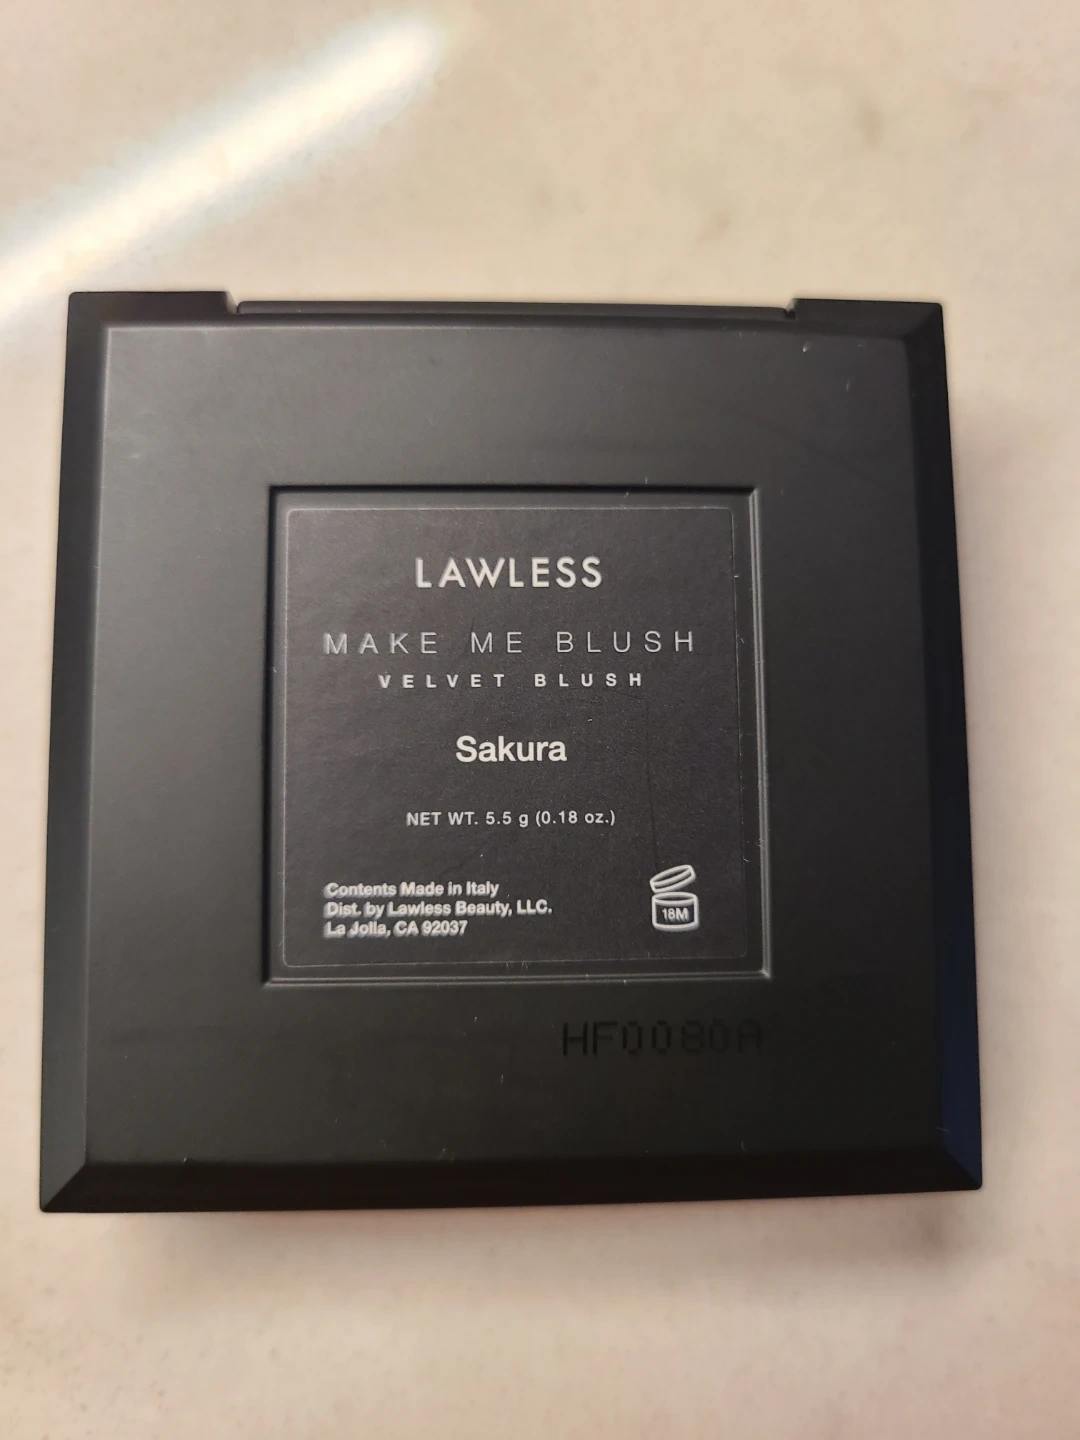 LAWLESS
MAKE ME BLUSH
VELVET BLUSH
Sakura
NET WT. 5.5 g (0.18 oz.)
Contents Made in Italy
Dist. by Lawless Beauty, LLC.
La Jolla, CA 92037
18M
HF0080A